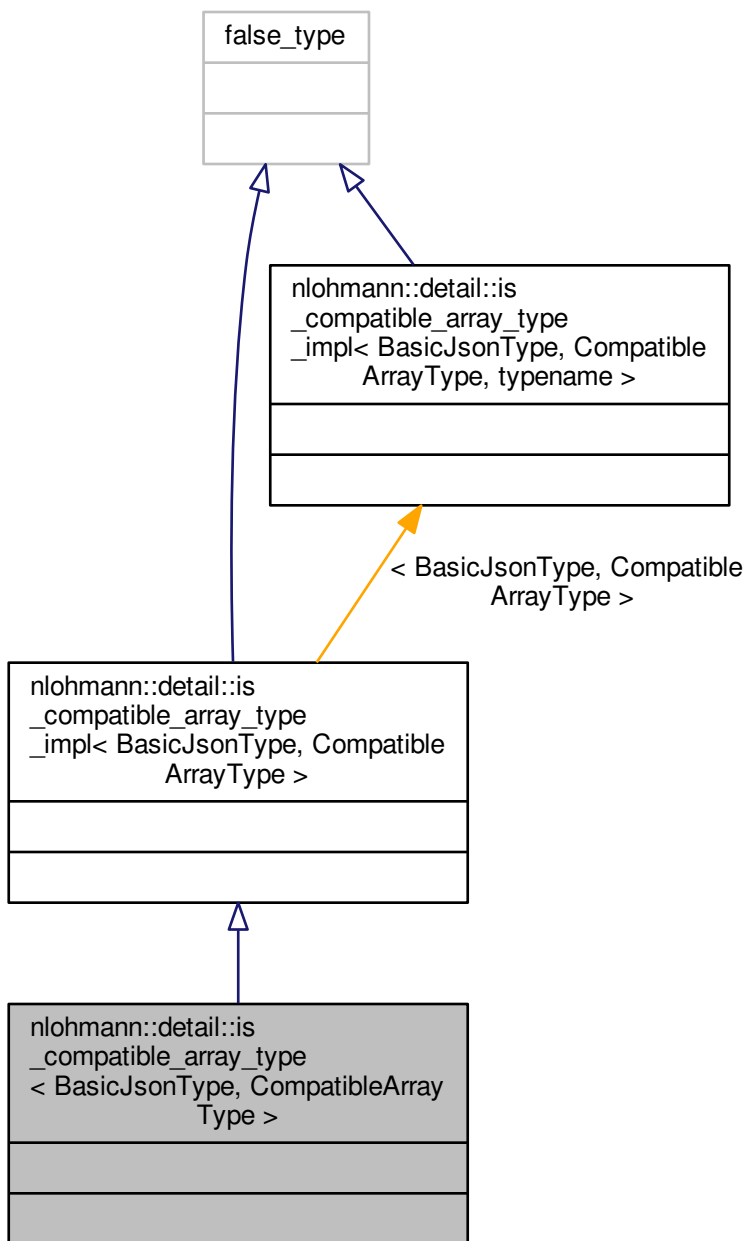 false_type
nlohmann::detail::is
_compatible_array_type
_impl< BasicJsonType, Compatible
ArrayType, typename >
< BasicJsonType, Compatible
ArrayType >
nlohmann::detail::is
_compatible_array_type
_impl< BasicJsonType, Compatible
ArrayType >
nlohmann::detail::is
_compatible_array_type
< BasicJsonType, CompatibleArray
Type >